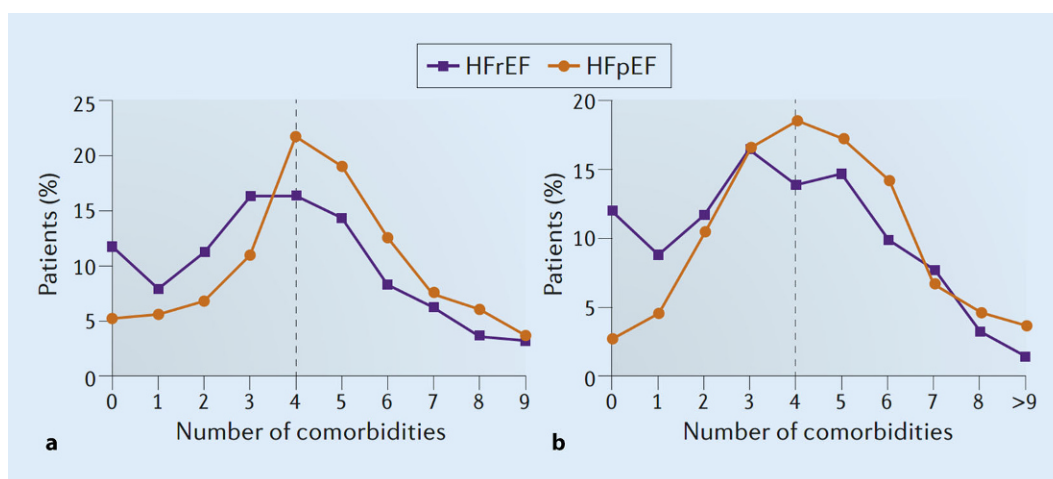 HFrEF HFpEF
25
20
15
10
5
0
Patients (%)
0 1 2 3 4 5 6 7 8 9
Number of comorbidities
a
20
15
10
5
0
Patients (%)
0 1 2 3 4 5 6 7 8 >9
Number of comorbidities
b